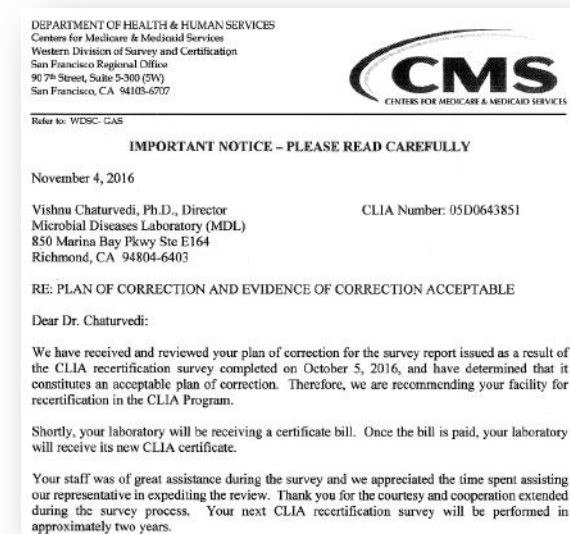 DEPARTMENT OF HEALTH & HUMAN SERVICES
Centers for Medicare & Medicaid Services
Western Division of Survey and Certification
San Francisco Regional Office
90 7th Street, Suite 5-300 (5W)
San Francisco, CA 94103-6707
CMS
CENTERS FOR MEDICARE & MEDICAID SERVICES
Refer to: WDSC- GAS
IMPORTANT NOTICE – PLEASE READ CAREFULLY
November 4, 2016
Vishnu Chaturvedi, Ph.D., Director
CLIA Number: 05D0643851
Microbial Diseases Laboratory (MDL)
850 Marina Bay Pkwy Ste E164
Richmond, CA 94804-6403
RE: PLAN OF CORRECTION AND EVIDENCE OF CORRECTION ACCEPTABLE
Dear Dr. Chaturvedi:
We have received and reviewed your plan of correction for the survey report issued as a result of
the CLIA recertification survey completed on October 5, 2016, and have determined that it
constitutes an acceptable plan of correction. Therefore, we are recommending your facility for
recertification in the CLIA Program.
Shortly, your laboratory will be receiving a certificate bill. Once the bill is paid, your laboratory
will receive its new CLIA certificate.
Your staff was of great assistance during the survey and we appreciated the time spent assisting
our representative in expediting the review. Thank you for the courtesy and cooperation extended
during the survey process. Your next CLIA recertification survey will be performed in
approximately two years.